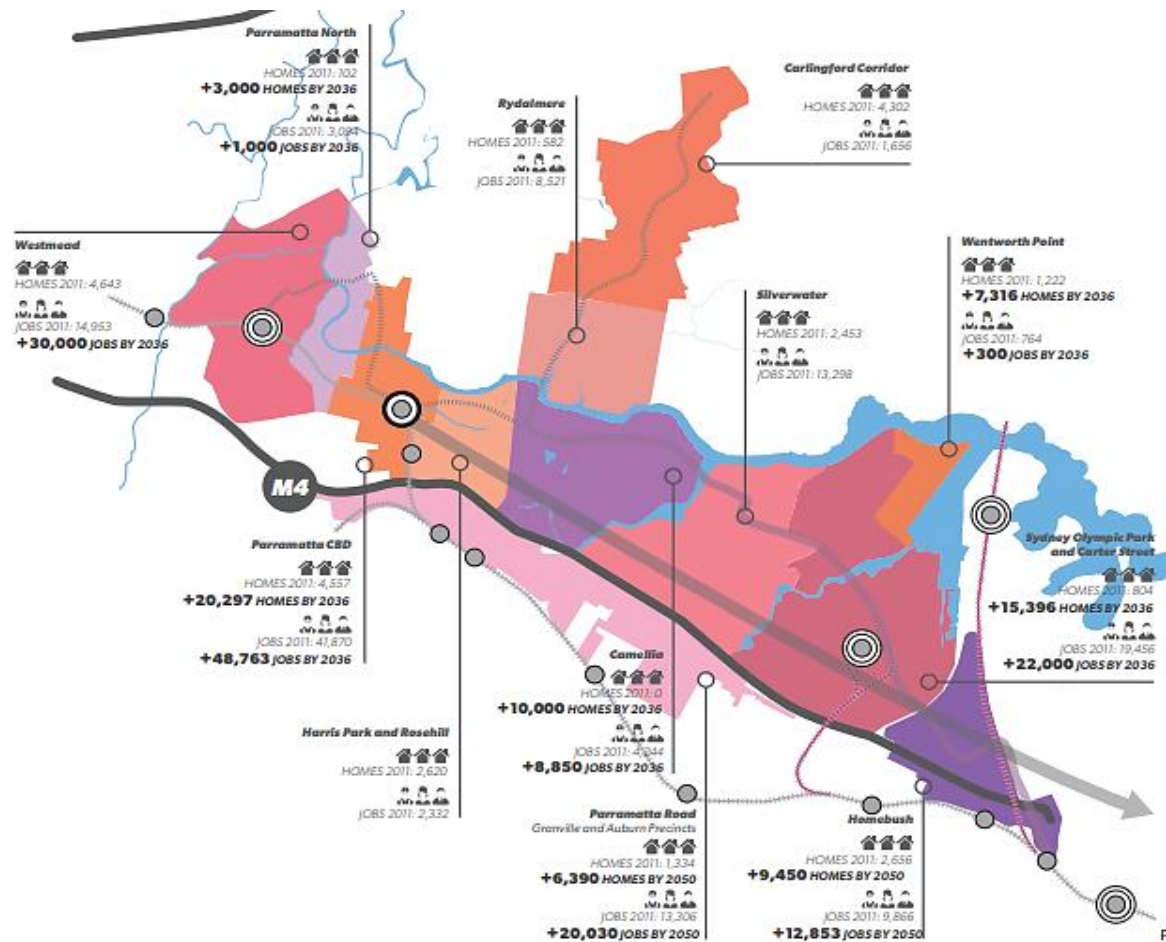 Parramatta North
HOMES 2011: 102
+3,000 HOMES BY 2036
JOBS 2011: 3,094
+1,000 JOBS BY 2036
Carlingford Corridor
HOMES 2011: 4,302
JOBS 2011: 1,656
Rydalmere
HOMES 2011: 582
JOBS 2011: 8,521
Westmead
HOMES 2011: 4,643
JOBS 2011: 14,953
+30,000 JOBS BY 2036
Wentworth Point
HOMES 2011: 1,222
+7,316 HOMES BY 2036
JOBS 2011: 764
+300 JOBS BY 2036
Silverwater
HOMES 2011: 2,453
JOBS 2011: 13,298
M4
Parramatta CBD
HOMES 2011: 4,557
+20,297 HOMES BY 2036
JOBS 2011: 41,870
+48,763 JOBS BY 2036
Sydney Olympic Park
and Carter Street
HOMES 2011: 804
+15,396 HOMES BY 2036
JOBS 2011: 19,456
+22,000 JOBS BY 2036
Camellia
HOMES 2011: 0
+10,000 HOMES BY 2036
JOBS 2011: 4,244
+8,850 JOBS BY 2036
Harris Park and Rosehill
HOMES 2011: 2,620
JOBS 2011: 2,332
Parramatta Road
Granville and Auburn Precincts
HOMES 2011: 1,334
+6,390 HOMES BY 2050
JOBS 2011: 13,306
+20,030 JOBS BY 2050
Homebush
HOMES 2011: 2,656
+9,450 HOMES BY 2050
JOBS 2011: 9,866
+12,853 JOBS BY 2050